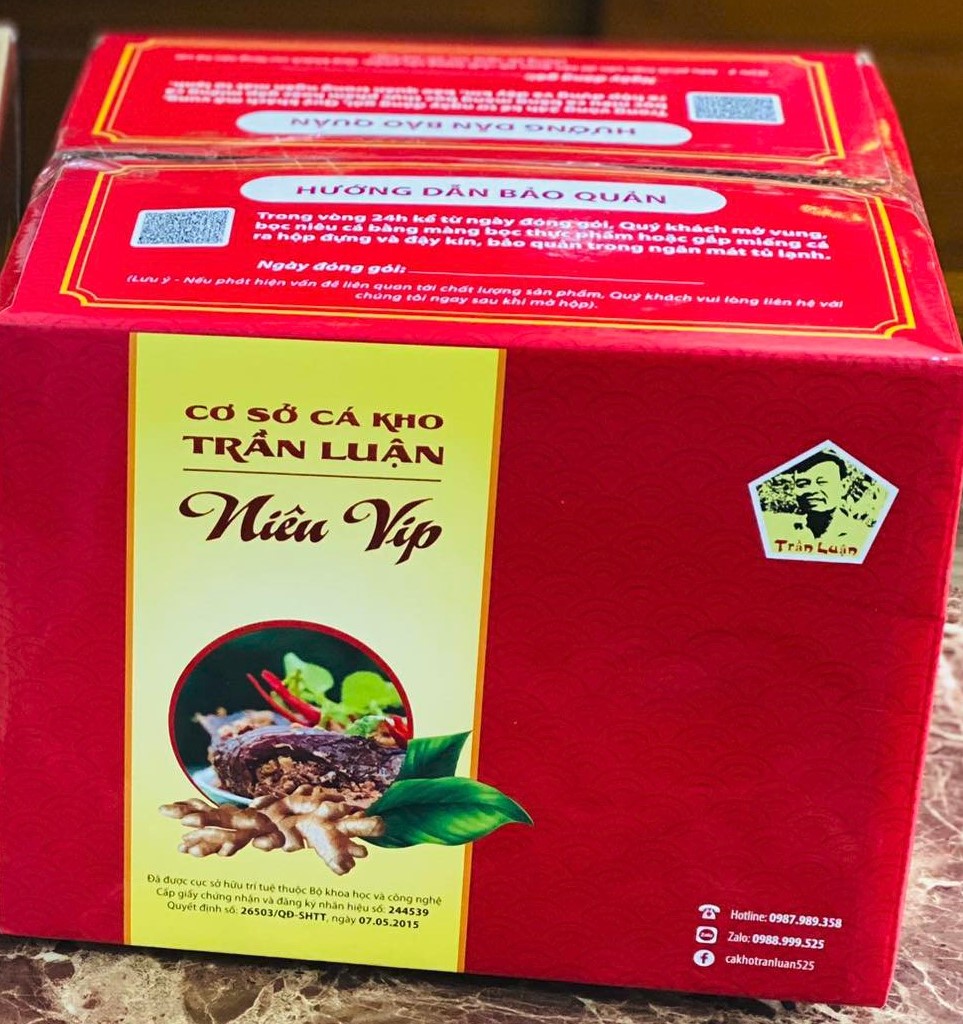 HƯỚNG DẪN BẢO QUẢN
HƯỚNG DẪN BẢO QUẢN
Trong vòng 24h kể từ ngày đóng gói, Quý khách mở vung,
bọc niêu cá bằng màng bọc thực phẩm hoặc gắp miếng cá
ra hộp đựng và đậy kín, bảo quản trong ngăn mát tủ lạnh.
Ngày đóng gói:
(Lưu ý - Nếu phát hiện vấn đề liên quan tới chất lượng sản phẩm, Quý khách vui lòng liên hệ với
chúng tôi ngay sau khi mở hộp).
CƠ SỞ CÁ KHO
TRẦN LUẬN
Niêu Vip
Trần Luận
Đã được cục sở hữu trí tuệ thuộc Bộ khoa học và công nghệ
Cấp giấy chứng nhận và đăng ký nhãn hiệu số: 244539
Quyết định số: 26503/QĐ-SHTT, ngày 07.05.2015
Hotline: 0987.989.358
Zalo
Zalo: 0988.999.525
cakhotranluan525